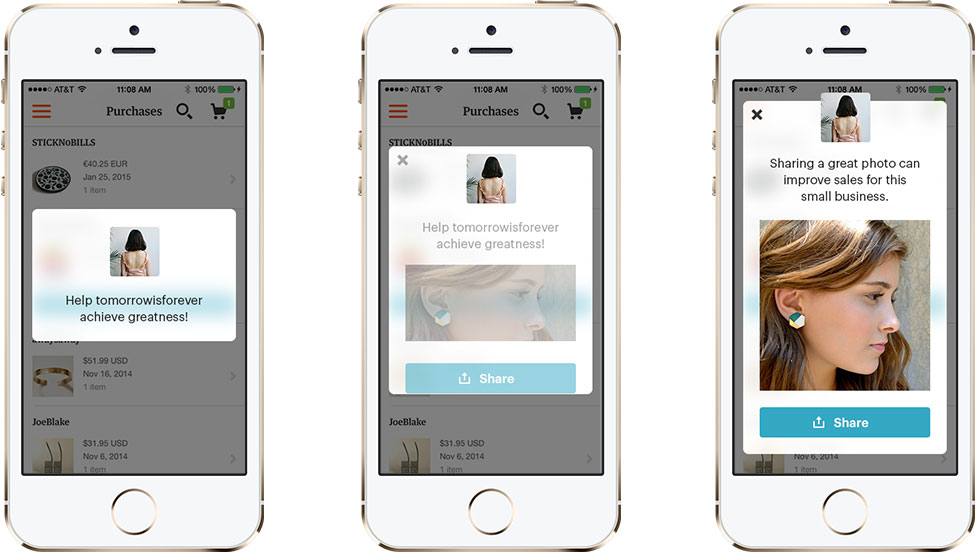 AT&T 11:08 AM 100%
Purchases 1
STICKNOBILLS
€40.25 EUR
Jan 25, 2015
1 item
Help tomorrowisforever
achieve greatness!
$51.99 USD
Nov 16, 2014
1 item
JoeBlake
$31.95 USD
Nov 6, 2014
1 item
AT&T 11:08 AM 100%
Purchases 1
STICKNOBILLS
Help tomorrowisforever
achieve greatness!
Share
JoeBlake
$31.95 USD
Nov 6, 2014
1 item
AT&T 11:08 AM 100%
Sharing a great photo can
improve sales for this
small business.
Share
Nov 6, 2014
1 item